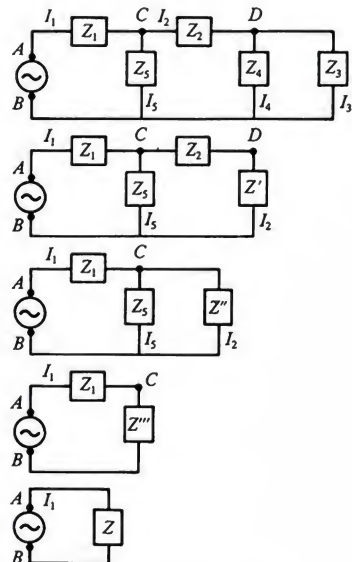 I₁ C I₂ D
A Z₁ Z₂
Z₅ Z₄ Z₃
B I₅ I₄ I₃
I₁ C D
A Z₁ Z₂
Z₅ Z′
B I₅ I₂
I₁ C
A Z₁
Z₅ Z″
B I₅ I₂
I₁ C
A Z₁
Z‴
B
A I₁
Z
B